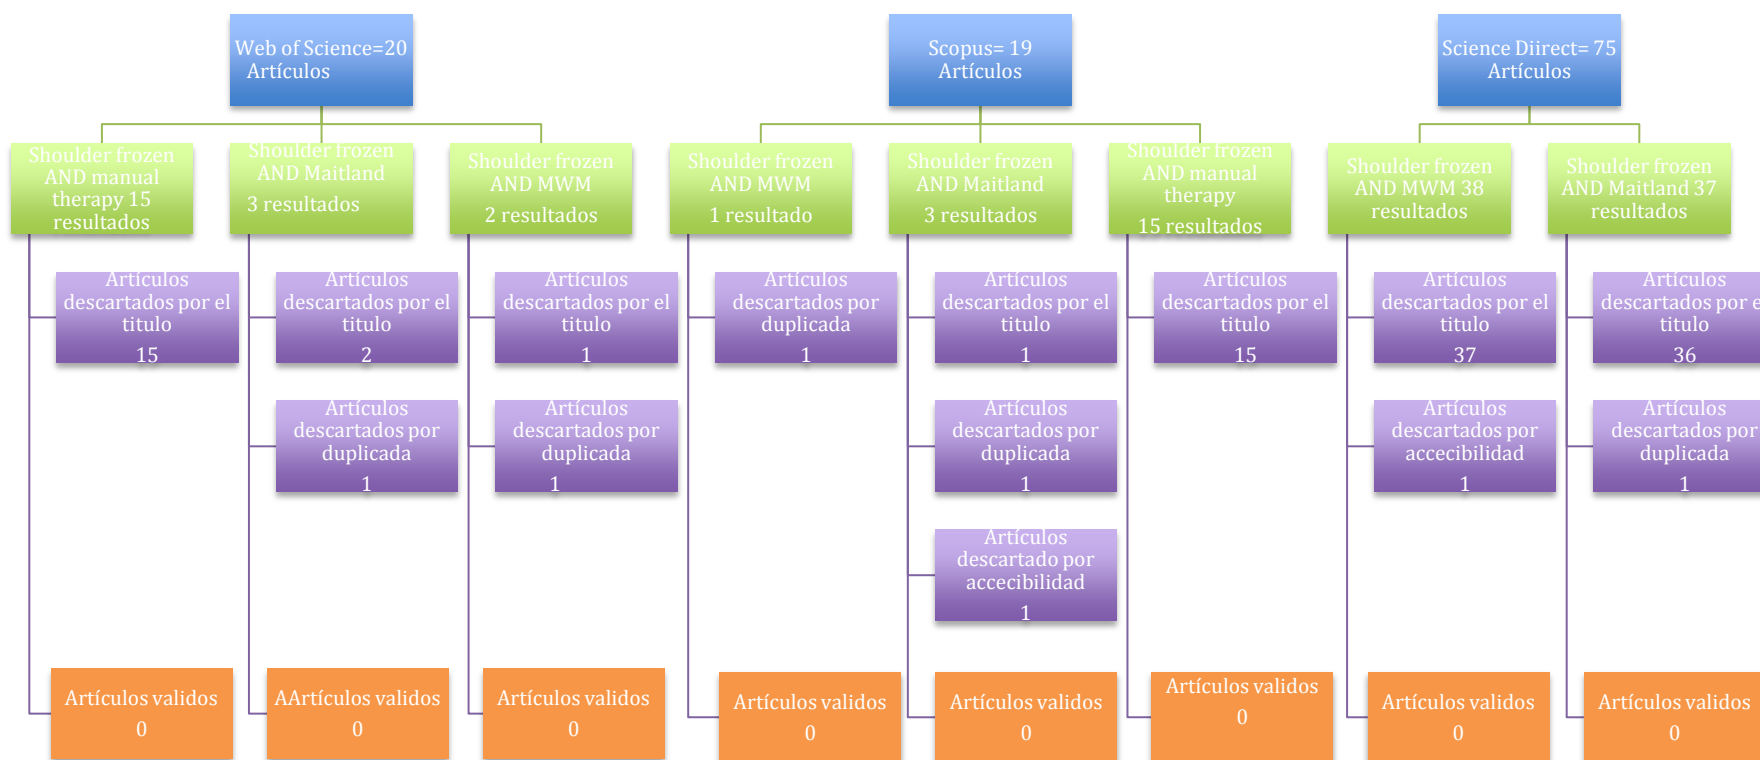 Web of Science=20
Artículos
Scopus= 19
Artículos
Science Diirect= 75
Artículos
Shoulder frozen
AND manual
therapy 15
resultados
Shoulder frozen
AND Maitland
3 resultados
Shoulder frozen
AND MWM
2 resultados
Shoulder frozen
AND MWM
1 resultado
Shoulder frozen
AND Maitland
3 resultados
Shoulder frozen
AND manual
therapy
15 resultados
Shoulder frozen
AND MWM 38
resultados
Shoulder frozen
AND Maitland 37
resultados
Artículos
descartados por el
titulo
15
Artículos
descartados por el
titulo
2
Artículos
descartados por el
titulo
1
Artículos
descartados por
duplicada
1
Artículos
descartados por el
titulo
1
Artículos
descartados por el
titulo
15
Artículos
descartados por el
titulo
37
Artículos
descartados por el
titulo
36
Artículos
descartados por
duplicada
1
Artículos
descartados por
duplicada
1
Artículos
descartados por
duplicada
1
Artículos
descartados por
accecibilidad
1
Artículos
descartados por
duplicada
1
Artículos
descartado por
accecibilidad
1
Artículos validos
0
AArtículos validos
0
Artículos validos
0
Artículos validos
0
Artículos validos
0
Artículos validos
0
Artículos validos
0
Artículos validos
0